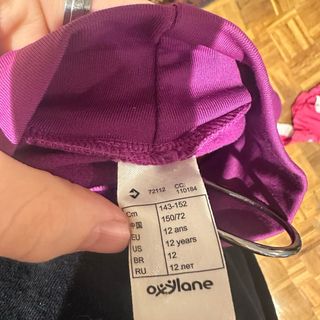 72112 CC: 110184
Cm 143-152
中国 150/72
EU 12 ans
US 12 years
BR 12
RU 12 лет
oxylane